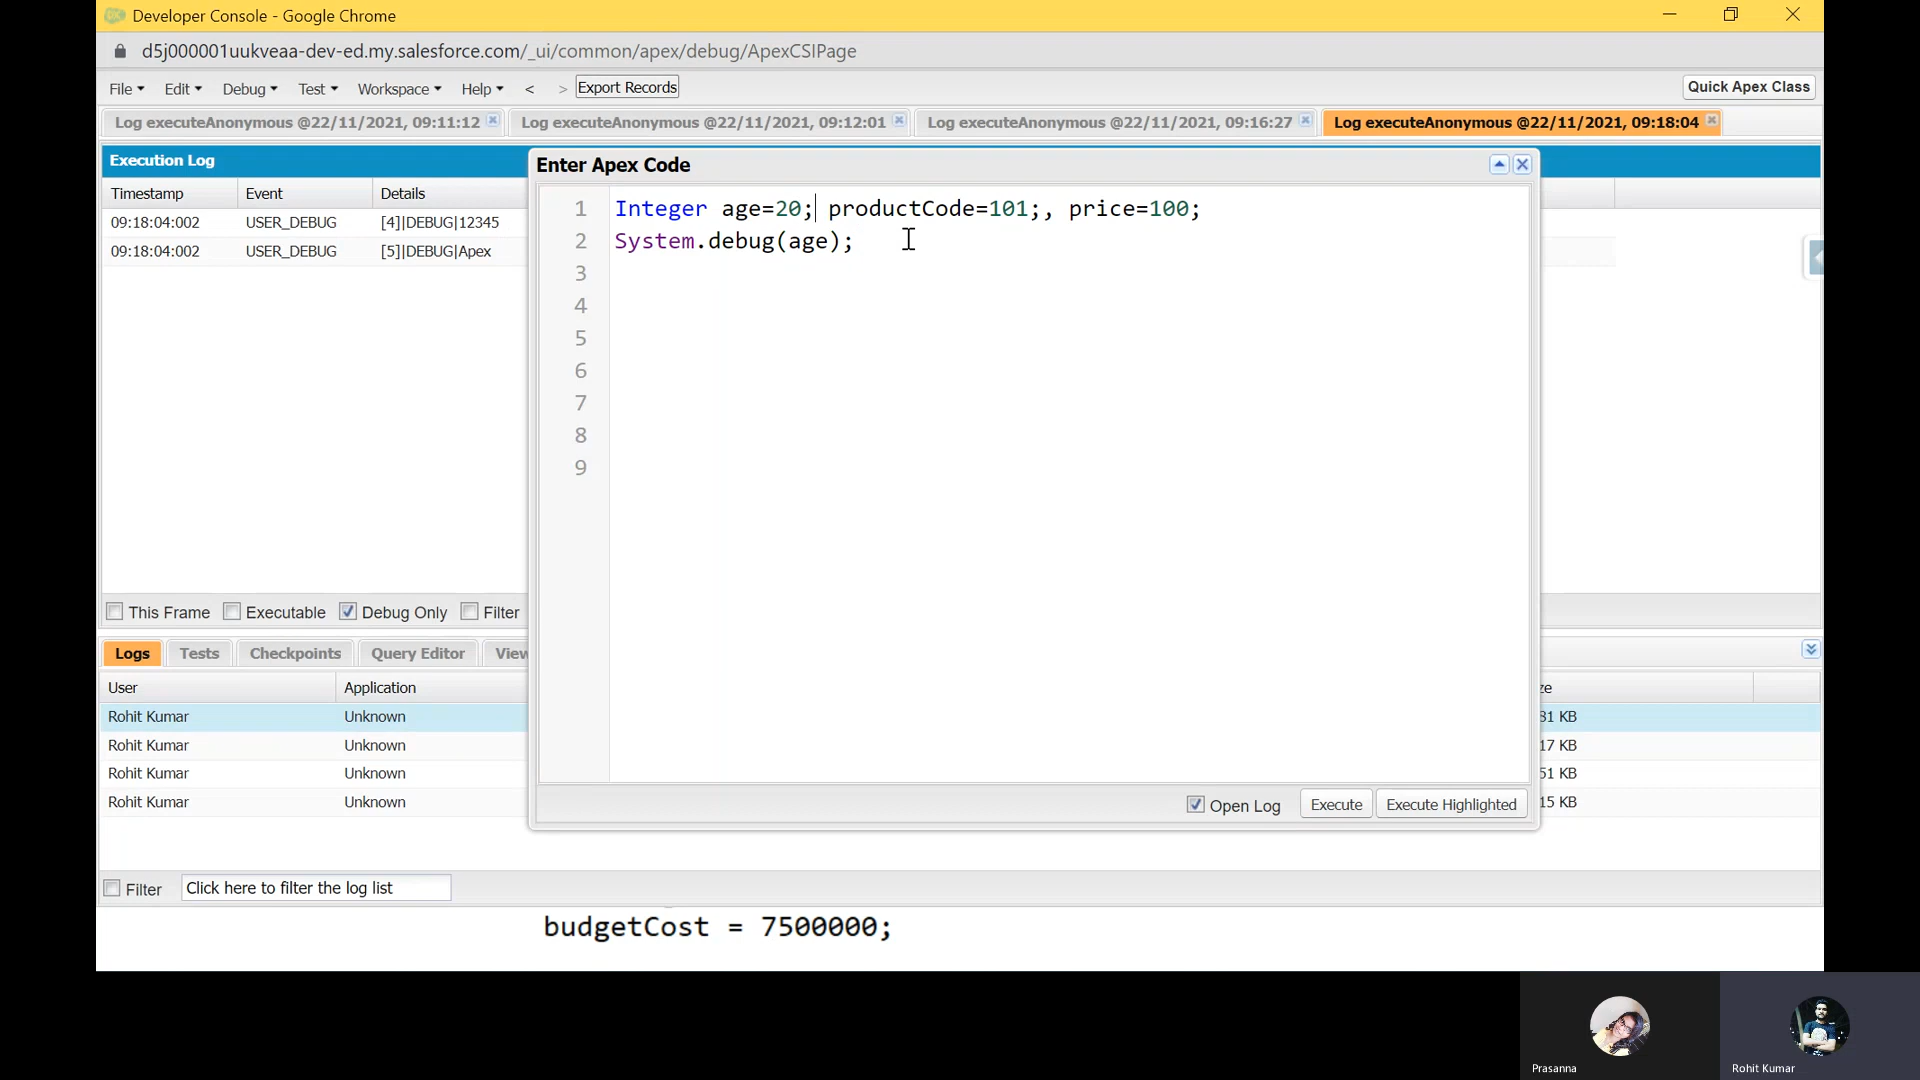 Developer Console - Google Chrome
d5j000001uukveaa-dev-ed.my.salesforce.com/_ui/common/apex/debug/ApexCSIPage
File Edit Debug Test Workspace Help < > Export Records Quick Apex Class
Log executeAnonymous @22/11/2021, 09:11:12 Log executeAnonymous @22/11/2021, 09:12:01 Log executeAnonymous @22/11/2021, 09:16:27 Log executeAnonymous @22/11/2021, 09:18:04
Execution Log
Timestamp Event Details
09:18:04:002 USER_DEBUG [4]|DEBUG|12345
09:18:04:002 USER_DEBUG [5]|DEBUG|Apex
Enter Apex Code
1 Integer age=20; productCode=101;, price=100;
2 System.debug(age);
3
4
5
6
7
8
9
Open Log Execute Execute Highlighted
This Frame Executable Debug Only Filter
Logs Tests Checkpoints Query Editor View
User Application ze
Rohit Kumar Unknown 81 KB
Rohit Kumar Unknown 17 KB
Rohit Kumar Unknown 51 KB
Rohit Kumar Unknown 15 KB
Filter Click here to filter the log list
budgetCost = 7500000;
Prasanna
Rohit Kumar